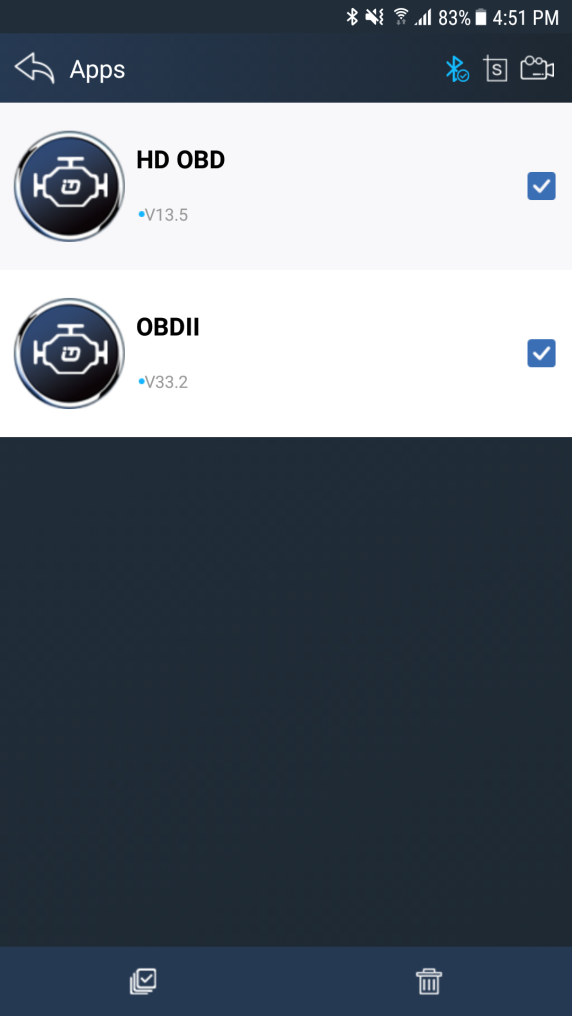 83% 4:51 PM
Apps
S
HD OBD
•V13.5
OBDII
•V33.2